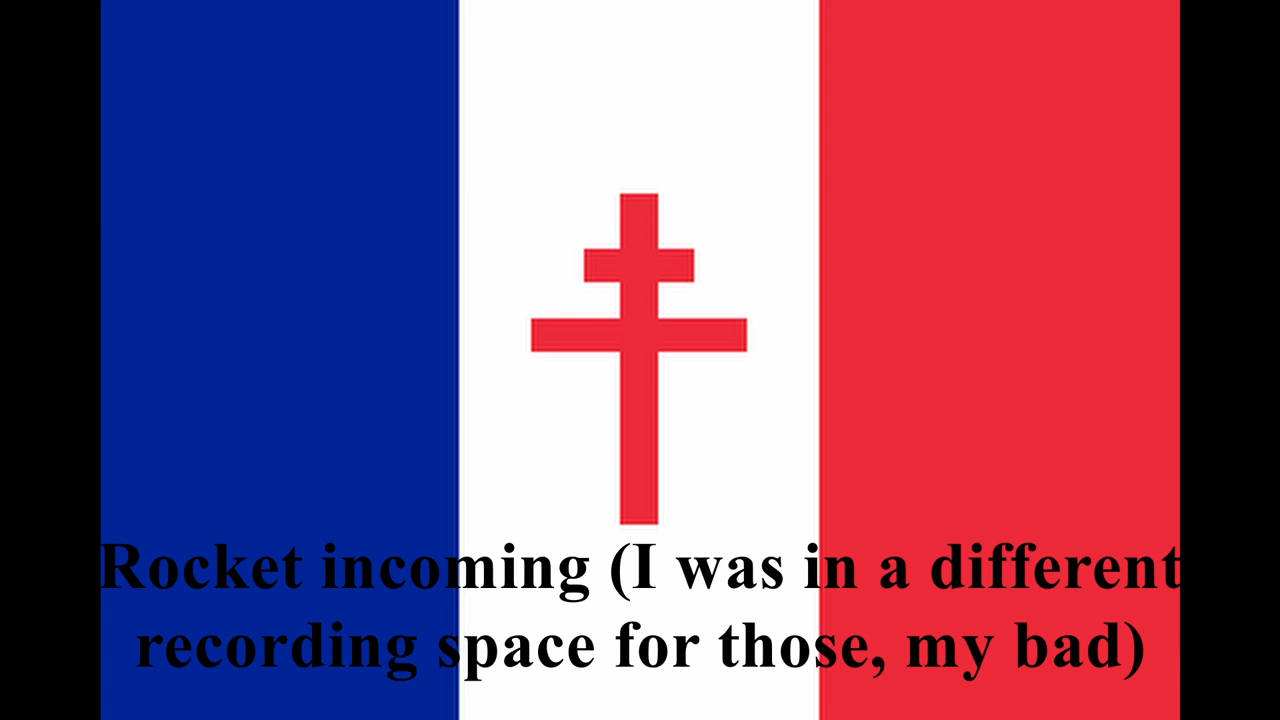 Rocket incoming (I was in a different
recording space for those, my bad)